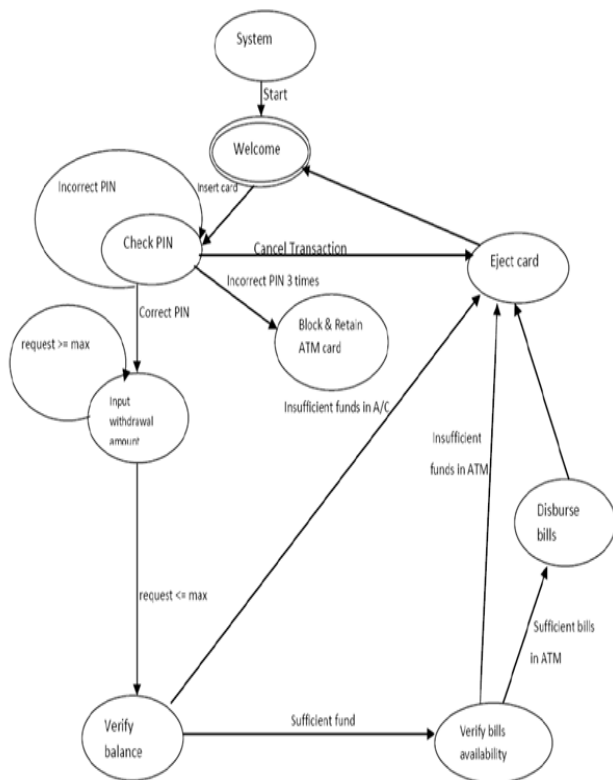 System
Start
Welcome
Incorrect PIN
Insert card
Check PIN
Cancel Transaction
Eject card
Incorrect PIN 3 times
Correct PIN
Block & Retain
ATM card
request >= max
Input
withdrawal
amount
Insufficient funds in A/C
Insufficient
funds in ATM
Disburse
bills
request <= max
Sufficient bills
in ATM
Verify
balance
Sufficient fund
Verify bills
availability